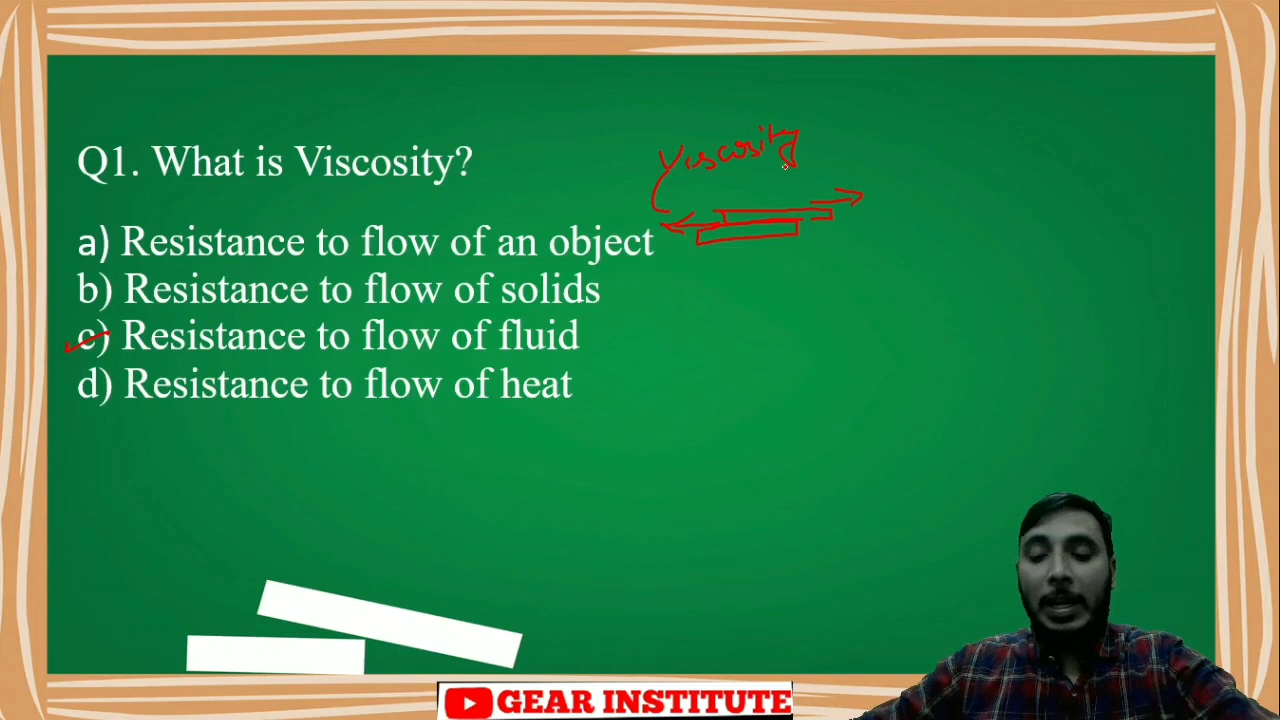 Q1. What is Viscosity?
Viscosity
a) Resistance to flow of an object
b) Resistance to flow of solids
c) Resistance to flow of fluid
d) Resistance to flow of heat
GEAR INSTITUTE